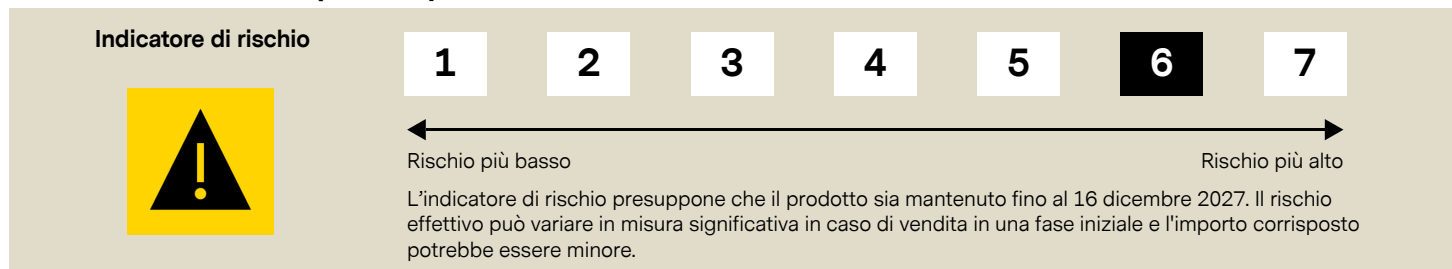 Indicatore di rischio
1 2 3 4 5 6 7
Rischio più basso Rischio più alto
L'indicatore di rischio presuppone che il prodotto sia mantenuto fino al 16 dicembre 2027. Il rischio
effettivo può variare in misura significativa in caso di vendita in una fase iniziale e l'importo corrisposto
potrebbe essere minore.